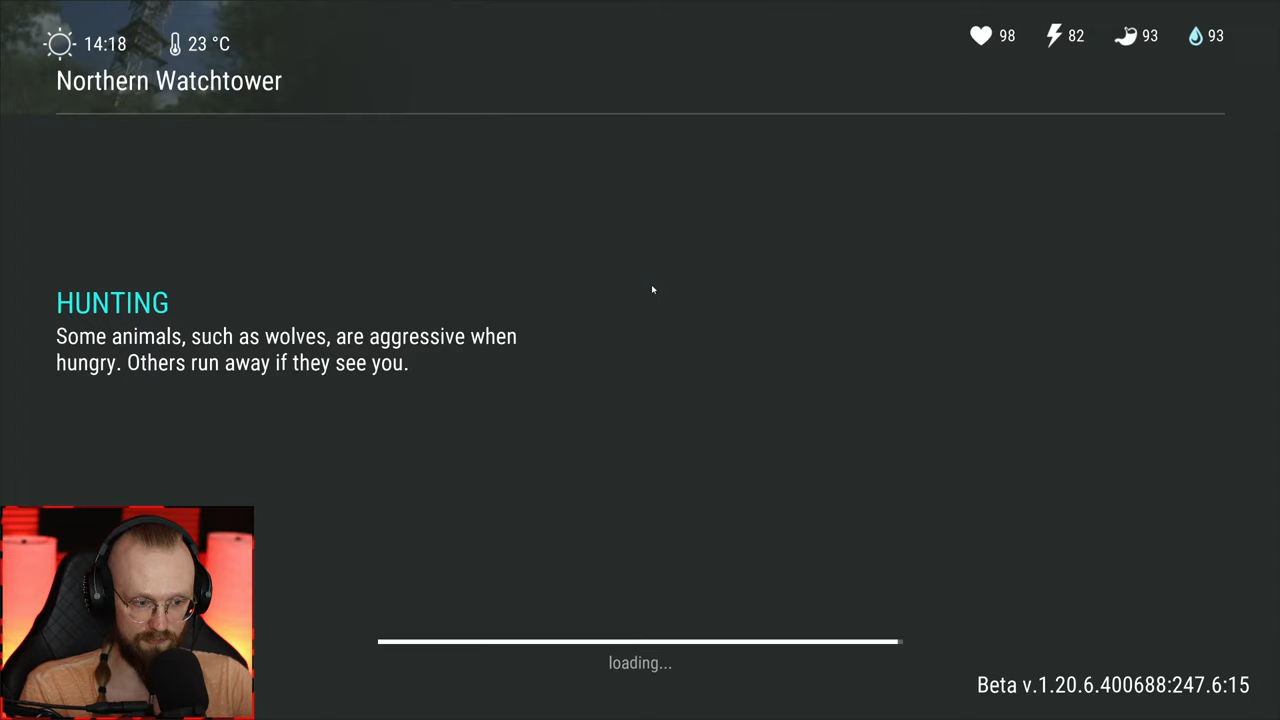 14:18 23 °C 98 82 93 93
Northern Watchtower
HUNTING
Some animals, such as wolves, are aggressive when
hungry. Others run away if they see you.
loading...
Beta v.1.20.6.400688:247.6:15